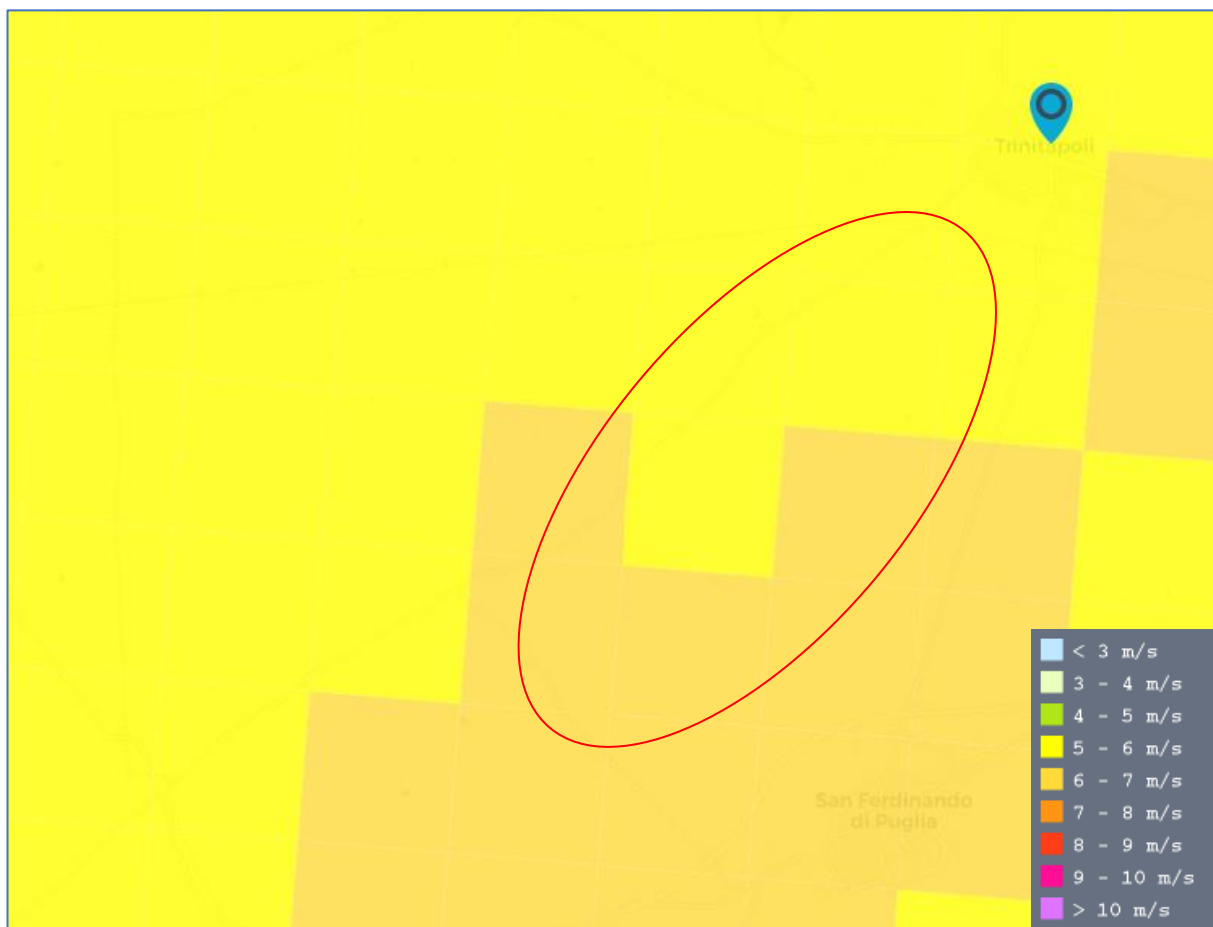 Trinitapoli
San Ferdinando
di Puglia
< 3 m/s
3 - 4 m/s
4 - 5 m/s
5 - 6 m/s
6 - 7 m/s
7 - 8 m/s
8 - 9 m/s
9 - 10 m/s
> 10 m/s